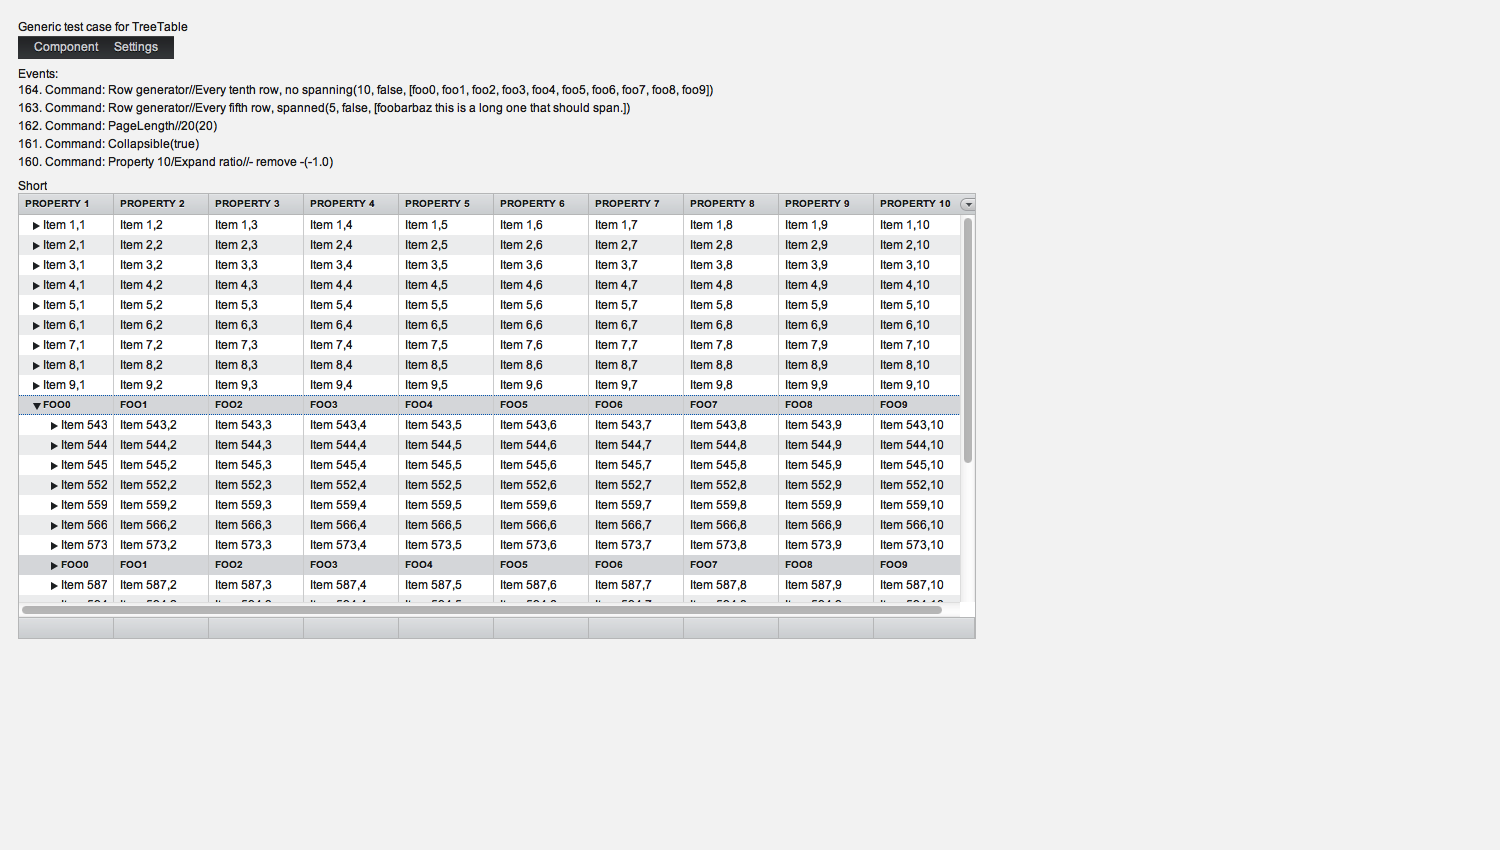 Generic test case for TreeTable
Component Settings
Events:
164. Command: Row generator//Every tenth row, no spanning(10, false, [foo0, foo1, foo2, foo3, foo4, foo5, foo6, foo7, foo8, foo9])
163. Command: Row generator//Every fifth row, spanned(5, false, [foobarbaz this is a long one that should span.])
162. Command: PageLength//20(20)
161. Command: Collapsible(true)
160. Command: Property 10/Expand ratio//- remove -(-1.0)
Short
PROPERTY 1 PROPERTY 2 PROPERTY 3 PROPERTY 4 PROPERTY 5 PROPERTY 6 PROPERTY 7 PROPERTY 8 PROPERTY 9 PROPERTY 10
Item 1,1 Item 1,2 Item 1,3 Item 1,4 Item 1,5 Item 1,6 Item 1,7 Item 1,8 Item 1,9 Item 1,10
Item 2,1 Item 2,2 Item 2,3 Item 2,4 Item 2,5 Item 2,6 Item 2,7 Item 2,8 Item 2,9 Item 2,10
Item 3,1 Item 3,2 Item 3,3 Item 3,4 Item 3,5 Item 3,6 Item 3,7 Item 3,8 Item 3,9 Item 3,10
Item 4,1 Item 4,2 Item 4,3 Item 4,4 Item 4,5 Item 4,6 Item 4,7 Item 4,8 Item 4,9 Item 4,10
Item 5,1 Item 5,2 Item 5,3 Item 5,4 Item 5,5 Item 5,6 Item 5,7 Item 5,8 Item 5,9 Item 5,10
Item 6,1 Item 6,2 Item 6,3 Item 6,4 Item 6,5 Item 6,6 Item 6,7 Item 6,8 Item 6,9 Item 6,10
Item 7,1 Item 7,2 Item 7,3 Item 7,4 Item 7,5 Item 7,6 Item 7,7 Item 7,8 Item 7,9 Item 7,10
Item 8,1 Item 8,2 Item 8,3 Item 8,4 Item 8,5 Item 8,6 Item 8,7 Item 8,8 Item 8,9 Item 8,10
Item 9,1 Item 9,2 Item 9,3 Item 9,4 Item 9,5 Item 9,6 Item 9,7 Item 9,8 Item 9,9 Item 9,10
FOO0 FOO1 FOO2 FOO3 FOO4 FOO5 FOO6 FOO7 FOO8 FOO9
Item 543 Item 543,2 Item 543,3 Item 543,4 Item 543,5 Item 543,6 Item 543,7 Item 543,8 Item 543,9 Item 543,10
Item 544 Item 544,2 Item 544,3 Item 544,4 Item 544,5 Item 544,6 Item 544,7 Item 544,8 Item 544,9 Item 544,10
Item 545 Item 545,2 Item 545,3 Item 545,4 Item 545,5 Item 545,6 Item 545,7 Item 545,8 Item 545,9 Item 545,10
Item 552 Item 552,2 Item 552,3 Item 552,4 Item 552,5 Item 552,6 Item 552,7 Item 552,8 Item 552,9 Item 552,10
Item 559 Item 559,2 Item 559,3 Item 559,4 Item 559,5 Item 559,6 Item 559,7 Item 559,8 Item 559,9 Item 559,10
Item 566 Item 566,2 Item 566,3 Item 566,4 Item 566,5 Item 566,6 Item 566,7 Item 566,8 Item 566,9 Item 566,10
Item 573 Item 573,2 Item 573,3 Item 573,4 Item 573,5 Item 573,6 Item 573,7 Item 573,8 Item 573,9 Item 573,10
FOO0 FOO1 FOO2 FOO3 FOO4 FOO5 FOO6 FOO7 FOO8 FOO9
Item 587 Item 587,2 Item 587,3 Item 587,4 Item 587,5 Item 587,6 Item 587,7 Item 587,8 Item 587,9 Item 587,10